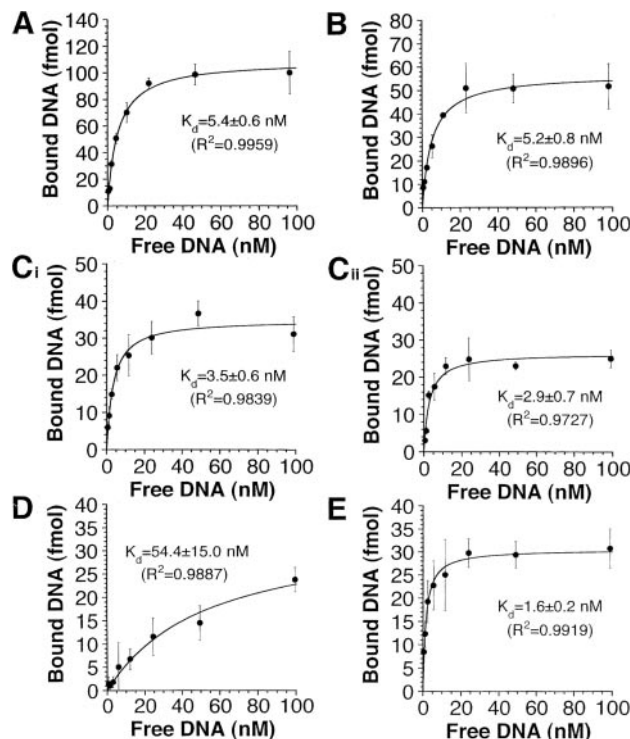 A
Bound DNA (fmol)
140
120
100
80
60
40
20
0
K_d=5.4±0.6 nM
(R²=0.9959)
0 20 40 60 80 100
Free DNA (nM)
B
Bound DNA (fmol)
80
70
60
50
40
30
20
10
0
K_d=5.2±0.8 nM
(R²=0.9896)
0 20 40 60 80 100
Free DNA (nM)
Ci
Bound DNA (fmol)
50
40
30
20
10
0
K_d=3.5±0.6 nM
(R²=0.9839)
0 20 40 60 80 100
Free DNA (nM)
Cii
Bound DNA (fmol)
50
40
30
20
10
0
K_d=2.9±0.7 nM
(R²=0.9727)
0 20 40 60 80 100
Free DNA (nM)
D
Bound DNA (fmol)
40
35
30
25
20
15
10
5
0
K_d=54.4±15.0 nM
(R²=0.9887)
0 20 40 60 80 100
Free DNA (nM)
E
Bound DNA (fmol)
40
35
30
25
20
15
10
5
0
K_d=1.6±0.2 nM
(R²=0.9919)
0 20 40 60 80 100
Free DNA (nM)